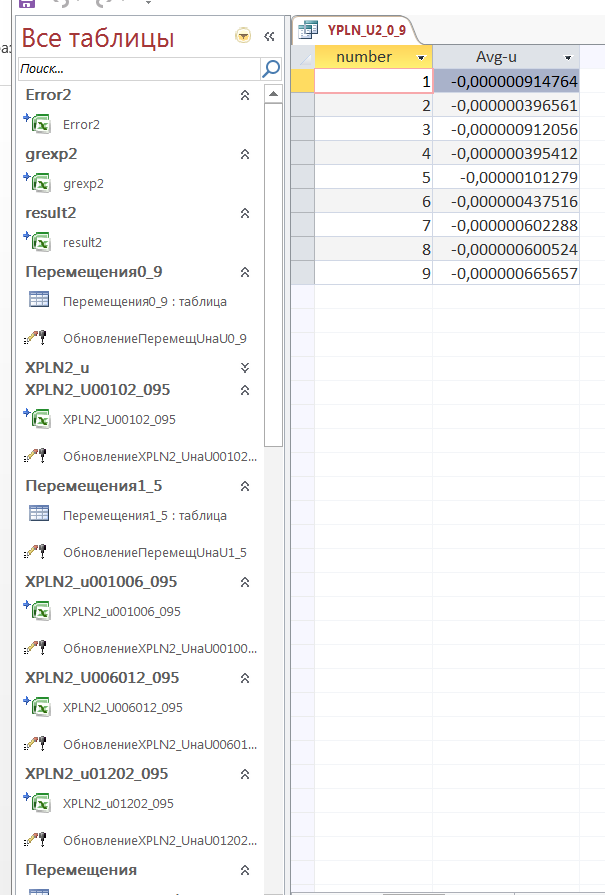 Все таблицы
Поиск...
Error2
Error2
grexp2
grexp2
result2
result2
Перемещения0_9
Перемещения0_9 : таблица
ОбновлениеПеремещUнаU0_9
XPLN2_u
XPLN2_U00102_095
XPLN2_U00102_095
ОбновлениеXPLN2_UнаU00102...
Перемещения1_5
Перемещения1_5 : таблица
ОбновлениеПеремещUнаU1_5
XPLN2_u001006_095
XPLN2_u001006_095
ОбновлениеXPLN2_UнаU00100...
XPLN2_U006012_095
XPLN2_U006012_095
ОбновлениеXPLN2_UнаU00601...
XPLN2_u01202_095
XPLN2_u01202_095
ОбновлениеXPLN2_UнаU01202...
Перемещения
YPLN_U2_0_9
number Avg-u
1 -0,000000914764
2 -0,000000396561
3 -0,000000912056
4 -0,000000395412
5 -0,00000101279
6 -0,000000437516
7 -0,000000602288
8 -0,000000600524
9 -0,000000665657